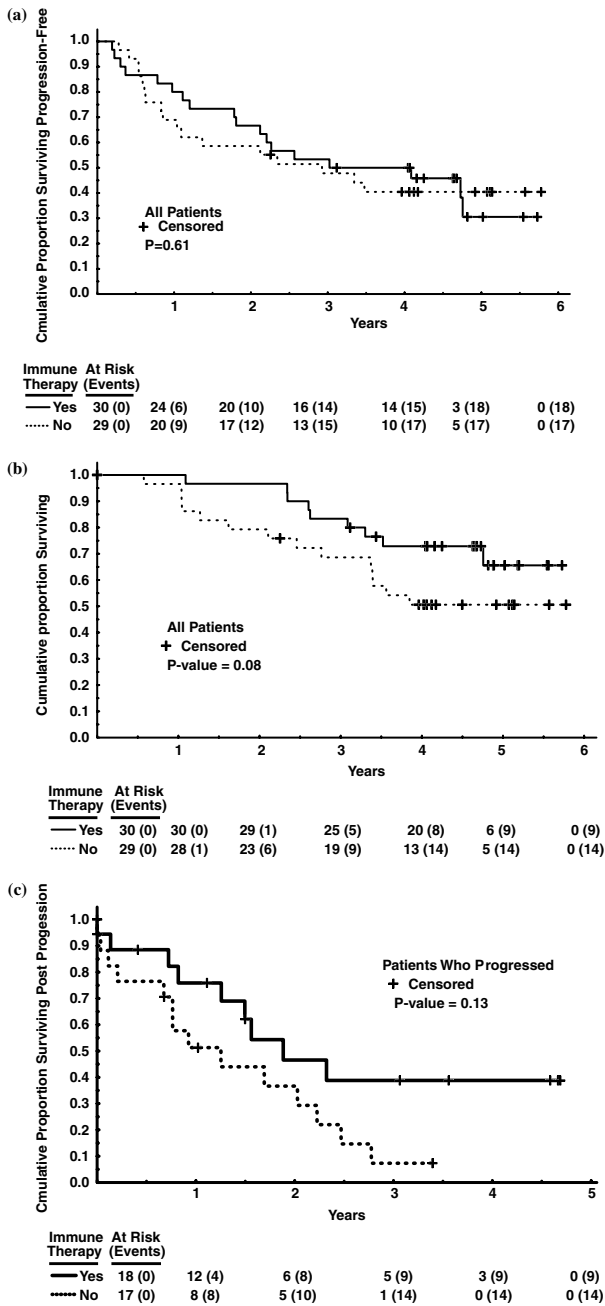 (a)
Cmulative Proportion Surviving Progression-Free
1.0
0.9
0.8
0.7
0.6
0.5
0.4
0.3
0.2
0.1
0.0
All Patients
+ Censored
P=0.61
1 2 3 4 5 6
Years
Immune Therapy At Risk (Events)
Yes 30 (0) 24 (6) 20 (10) 16 (14) 14 (15) 3 (18) 0 (18)
No 29 (0) 20 (9) 17 (12) 13 (15) 10 (17) 5 (17) 0 (17)
(b)
Cumulative proportion Surviving
1.0
0.9
0.8
0.7
0.6
0.5
0.4
0.3
0.2
0.1
0.0
All Patients
+ Censored
P-value = 0.08
1 2 3 4 5 6
Years
Immune Therapy At Risk (Events)
Yes 30 (0) 30 (0) 29 (1) 25 (5) 20 (8) 6 (9) 0 (9)
No 29 (0) 28 (1) 23 (6) 19 (9) 13 (14) 5 (14) 0 (14)
(c)
Cmulative Proportion Surviving Post Progession
1.0
0.9
0.8
0.7
0.6
0.5
0.4
0.3
0.2
0.1
0.0
Patients Who Progressed
+ Censored
P-value = 0.13
1 2 3 4 5
Years
Immune Therapy At Risk (Events)
Yes 18 (0) 12 (4) 6 (8) 5 (9) 3 (9) 0 (9)
No 17 (0) 8 (8) 5 (10) 1 (14) 0 (14) 0 (14)